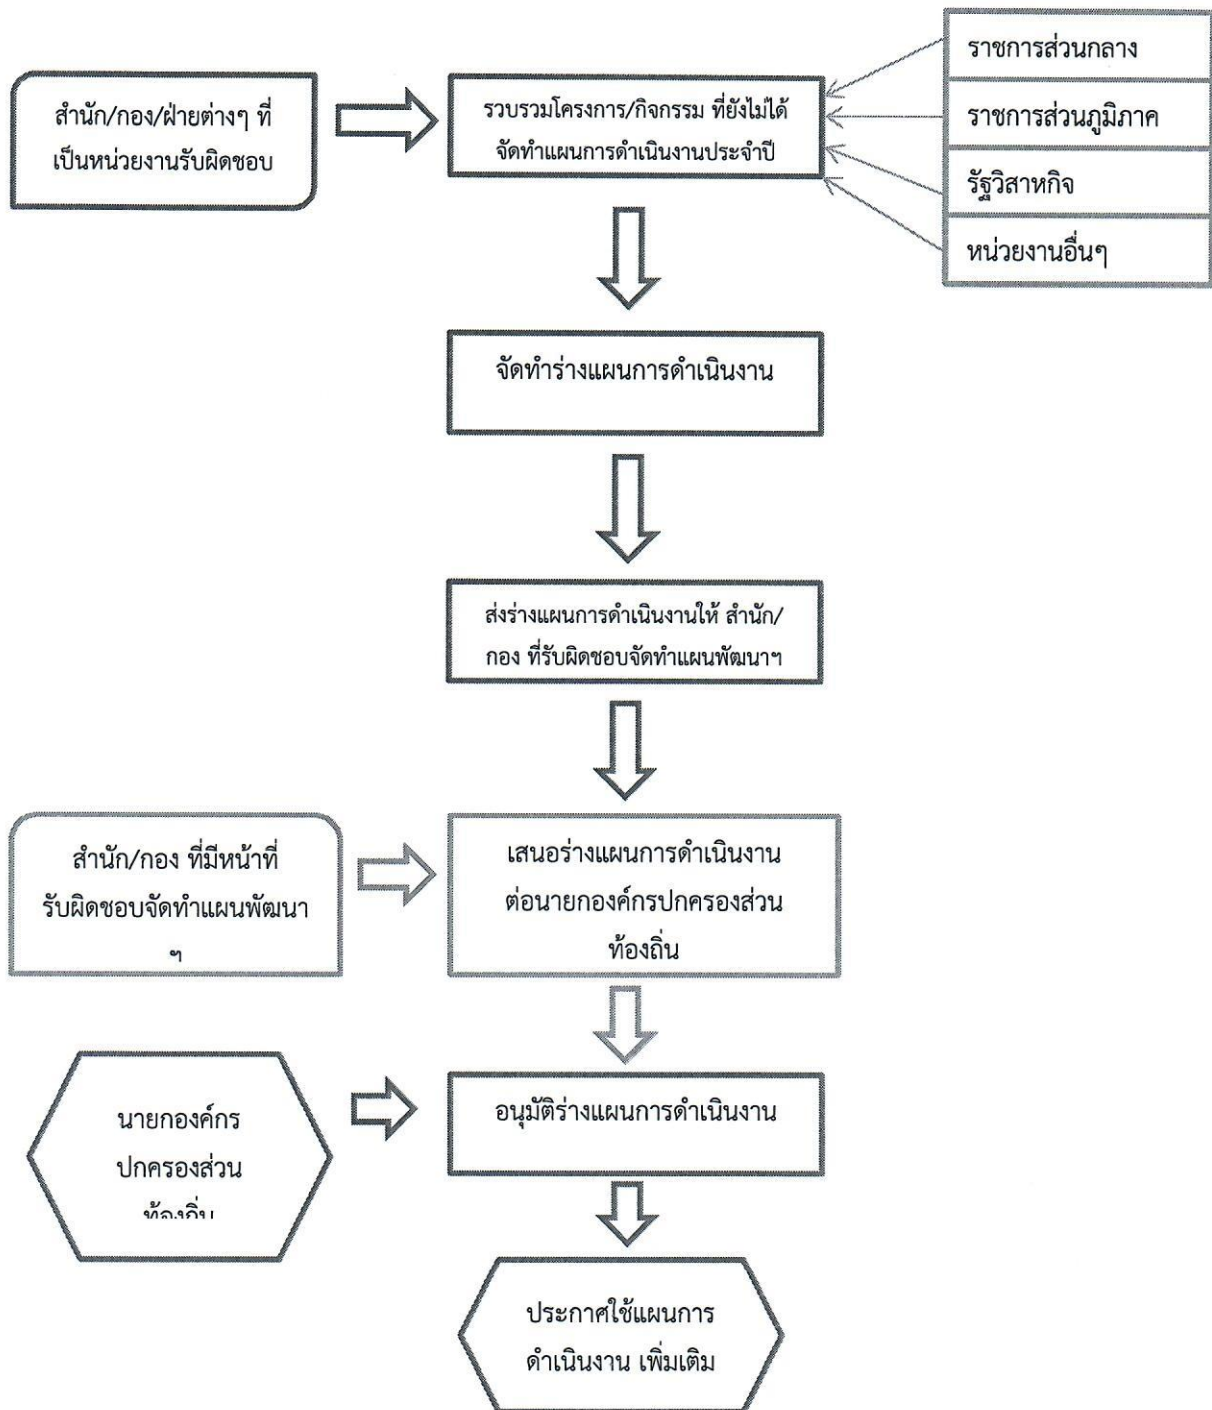 สำนัก/กอง/ฝ่ายต่างๆ ที่
เป็นหน่วยงานรับผิดชอบ
รวบรวมโครงการ/กิจกรรม ที่ยังไม่ได้
จัดทำแผนการดำเนินงานประจำปี
ราชการส่วนกลาง
ราชการส่วนภูมิภาค
รัฐวิสาหกิจ
หน่วยงานอื่นๆ
จัดทำร่างแผนการดำเนินงาน
ส่งร่างแผนการดำเนินงานให้ สำนัก/
กอง ที่รับผิดชอบจัดทำแผนพัฒนาฯ
สำนัก/กอง ที่มีหน้าที่
รับผิดชอบจัดทำแผนพัฒนา
ฯ
เสนอร่างแผนการดำเนินงาน
ต่อนายกองค์กรปกครองส่วน
ท้องถิ่น
นายกองค์กร
ปกครองส่วน
ท้องถิ่น
อนุมัติร่างแผนการดำเนินงาน
ประกาศใช้แผนการ
ดำเนินงาน เพิ่มเติม